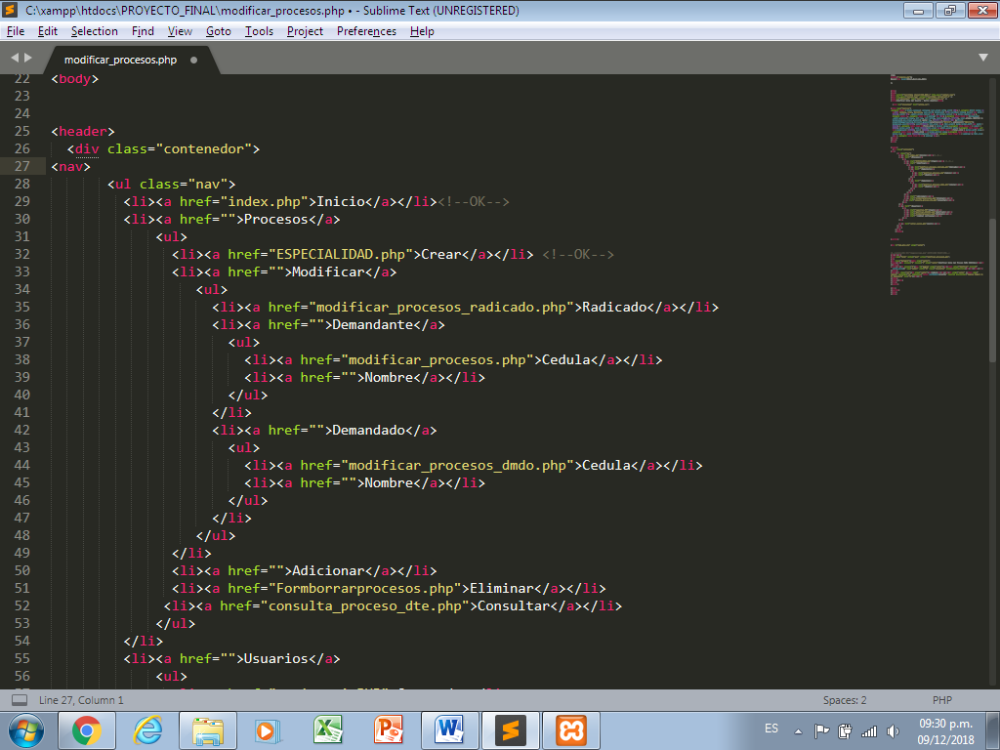 C:\xampp\htdocs\PROYECTO_FINAL\modificar_procesos.php • - Sublime Text (UNREGISTERED)
File Edit Selection Find View Goto Tools Project Preferences Help
modificar_procesos.php
22 <body>
23
24
25 <header>
26 <div class="contenedor">
27 <nav>
28 <ul class="nav">
29 <li><a href="index.php">Inicio</a></li><!--OK-->
30 <li><a href="">Procesos</a>
31 <ul>
32 <li><a href="ESPECIALIDAD.php">Crear</a></li> <!--OK-->
33 <li><a href="">Modificar</a>
34 <ul>
35 <li><a href="modificar_procesos_radicado.php">Radicado</a></li>
36 <li><a href="">Demandante</a>
37 <ul>
38 <li><a href="modificar_procesos.php">Cedula</a></li>
39 <li><a href="">Nombre</a></li>
40 </ul>
41 </li>
42 <li><a href="">Demandado</a>
43 <ul>
44 <li><a href="modificar_procesos_dmdo.php">Cedula</a></li>
45 <li><a href="">Nombre</a></li>
46 </ul>
47 </li>
48 </ul>
49 </li>
50 <li><a href="">Adicionar</a></li>
51 <li><a href="Formborrarprocesos.php">Eliminar</a></li>
52 <li><a href="consulta_proceso_dte.php">Consultar</a></li>
53 </ul>
54 </li>
55 <li><a href="">Usuarios</a>
56 <ul>
Line 27, Column 1
Spaces: 2
PHP
ES
09:30 p.m.
09/12/2018